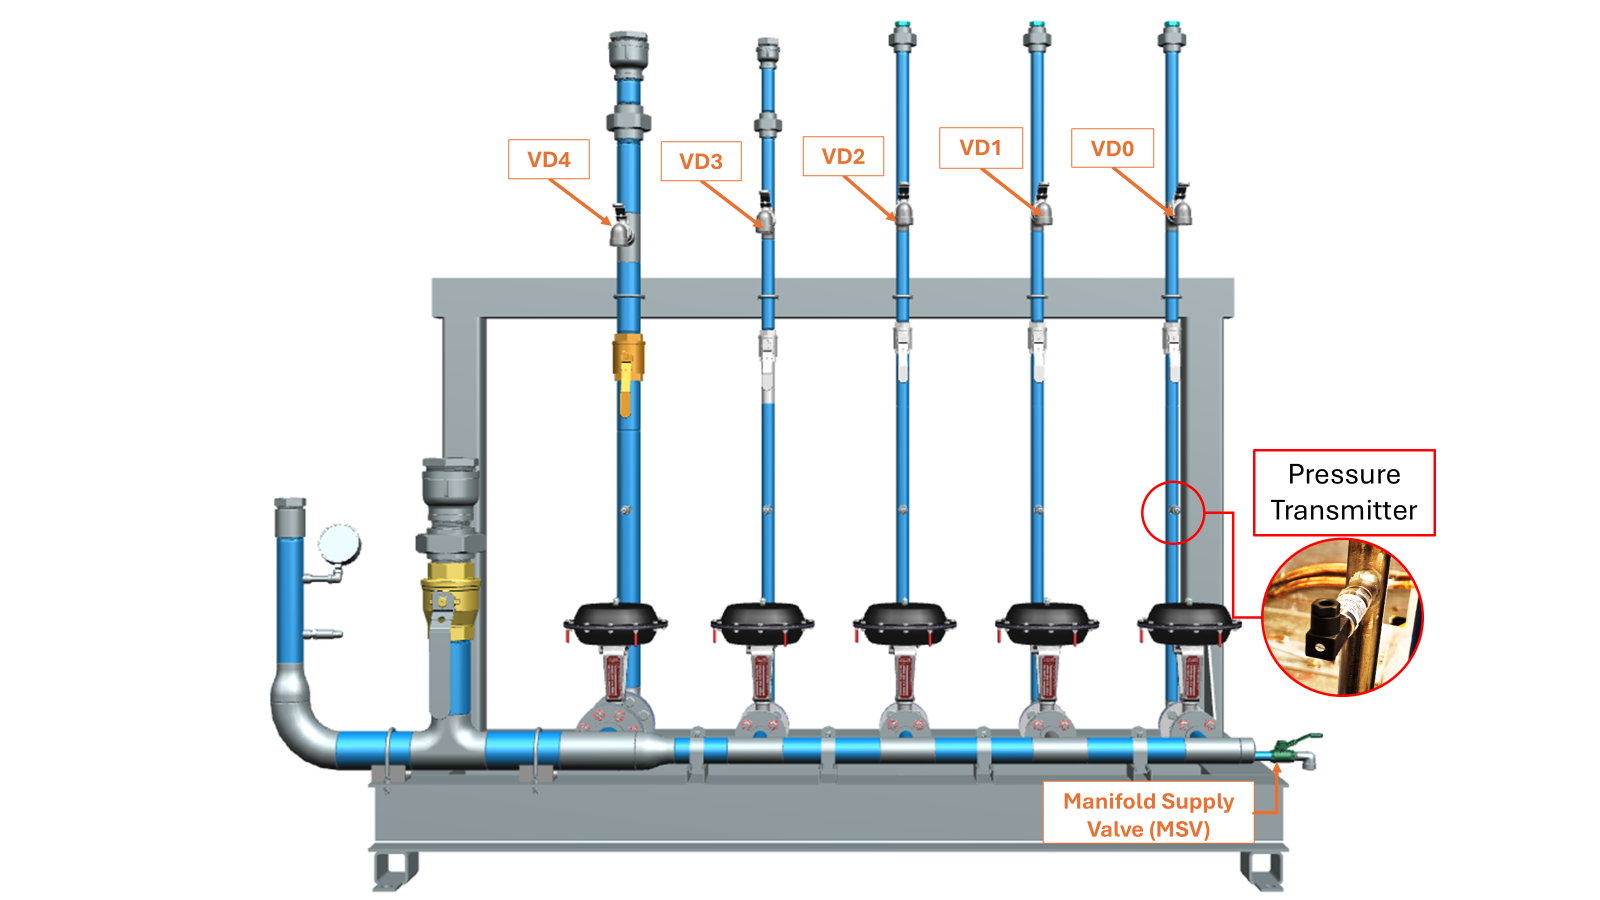 VD4
VD3
VD2
VD1
VD0
Pressure
Transmitter
Manifold Supply
Valve (MSV)